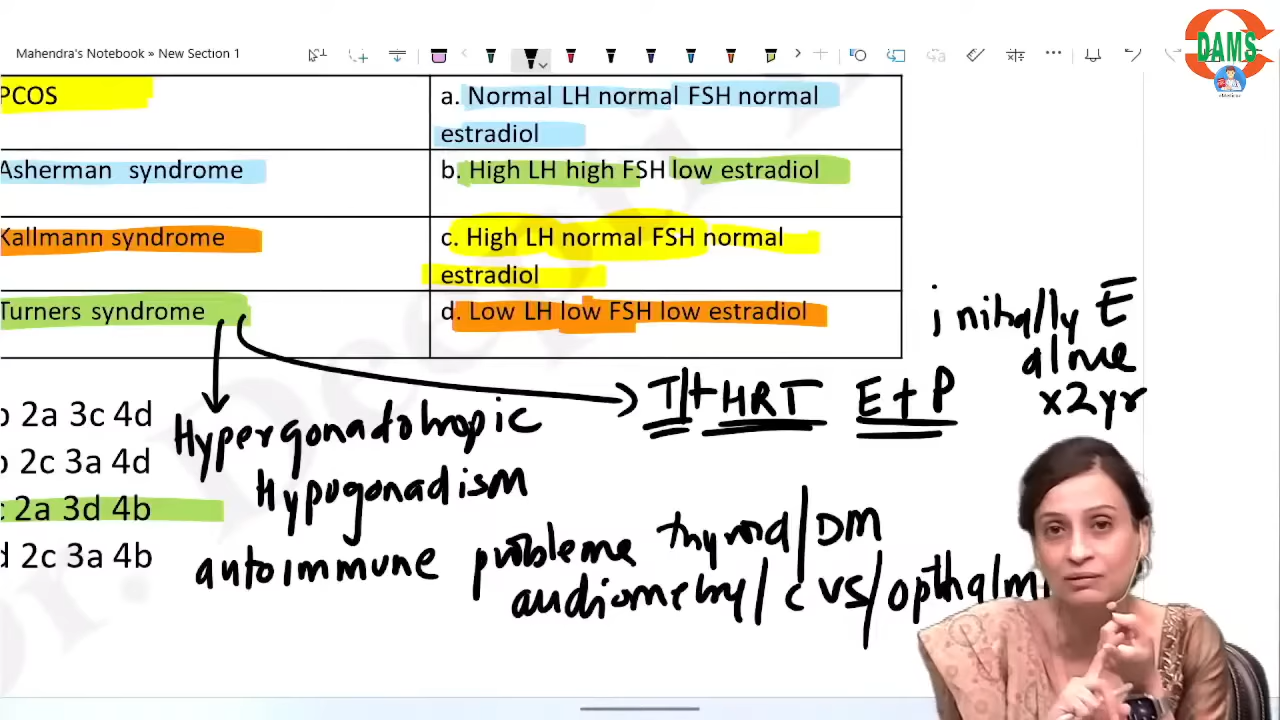 Mahendra's Notebook » New Section 1
DAMS
PCOS
a. Normal LH normal FSH normal
estradiol
Asherman syndrome
b. High LH high FSH low estradiol
Kallmann syndrome
c. High LH normal FSH normal
estradiol
Turners syndrome
d. Low LH low FSH low estradiol
initially E
alone
x2yr
T/t HRT E + P
Hypergonadotropic
Hypogonadism
2a 3c 4d
2c 3a 4d
2a 3d 4b
2c 3a 4b
autoimmune probleme thyroid/DM
audiometry/ CVS/opthalm